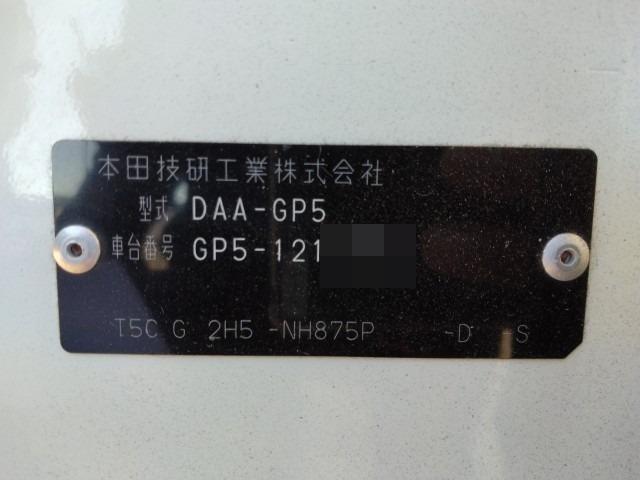 本田技研工業株式会社
型式 DAA-GP5
車台番号 GP5-121
T5C G 2H5 -NH875P -D S